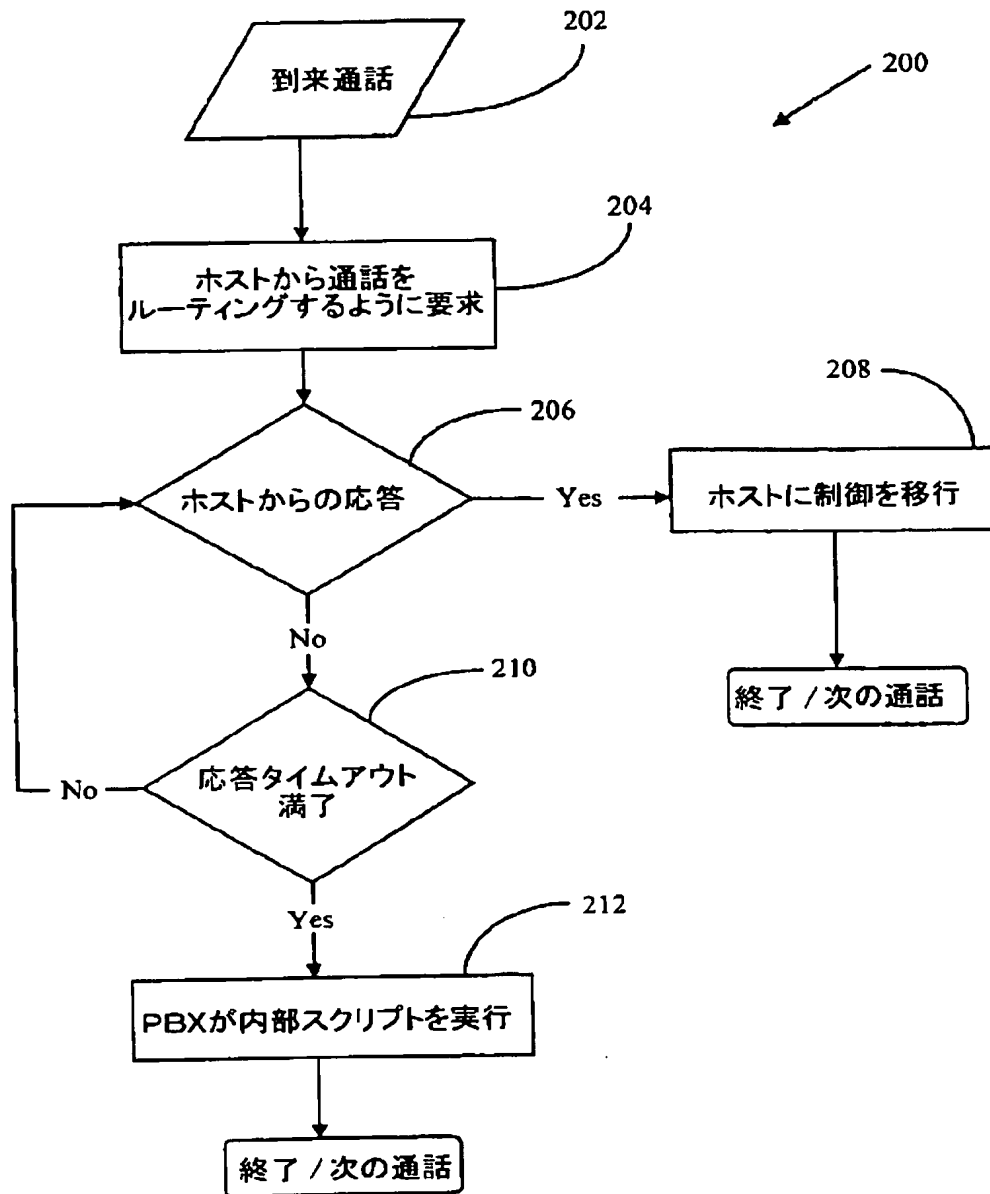 202
到来通話
200
204
ホストから通話を
ルーティングするように要求
208
206
ホストからの応答
Yes
ホストに制御を移行
No
210
終了/次の通話
応答タイムアウト
満了
No
Yes
212
PBXが内部スクリプトを実行
終了/次の通話